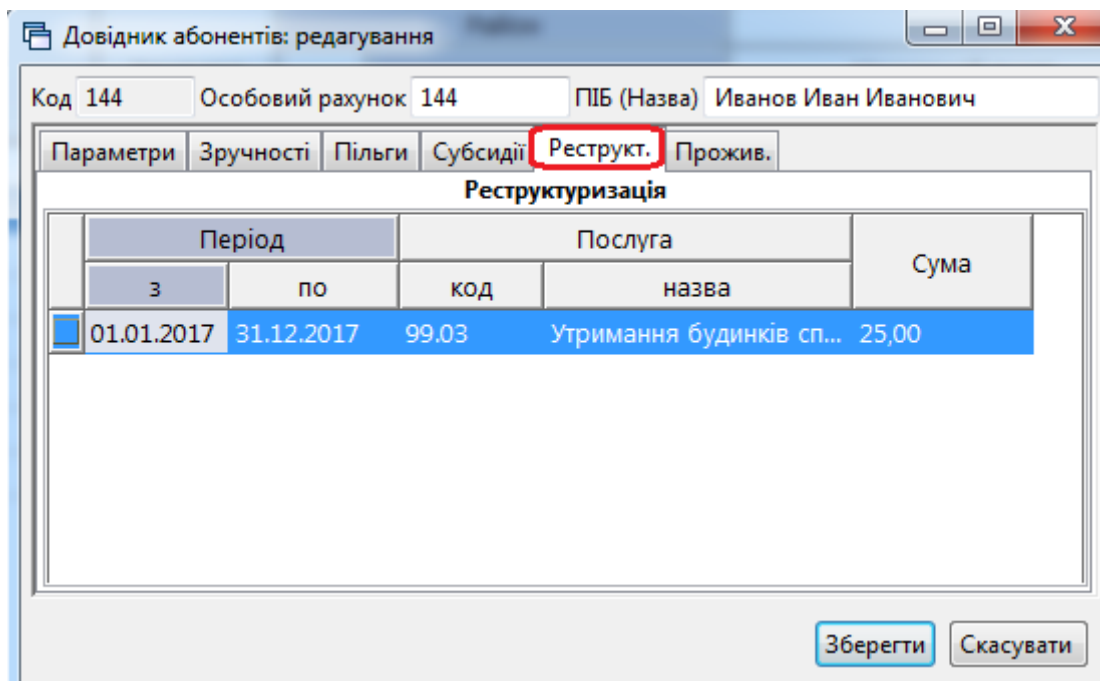 Довідник абонентів: редагування
Код 144 Особовий рахунок 144 ПІБ (Назва) Иванов Иван Иванович
Параметри Зручності Пільги Субсидії Реструкт. Прожив.
Реструктуризація
Період Послуга Сума
з по код назва
01.01.2017 31.12.2017 99.03 Утримання будинків сп... 25,00
Зберегти Скасувати